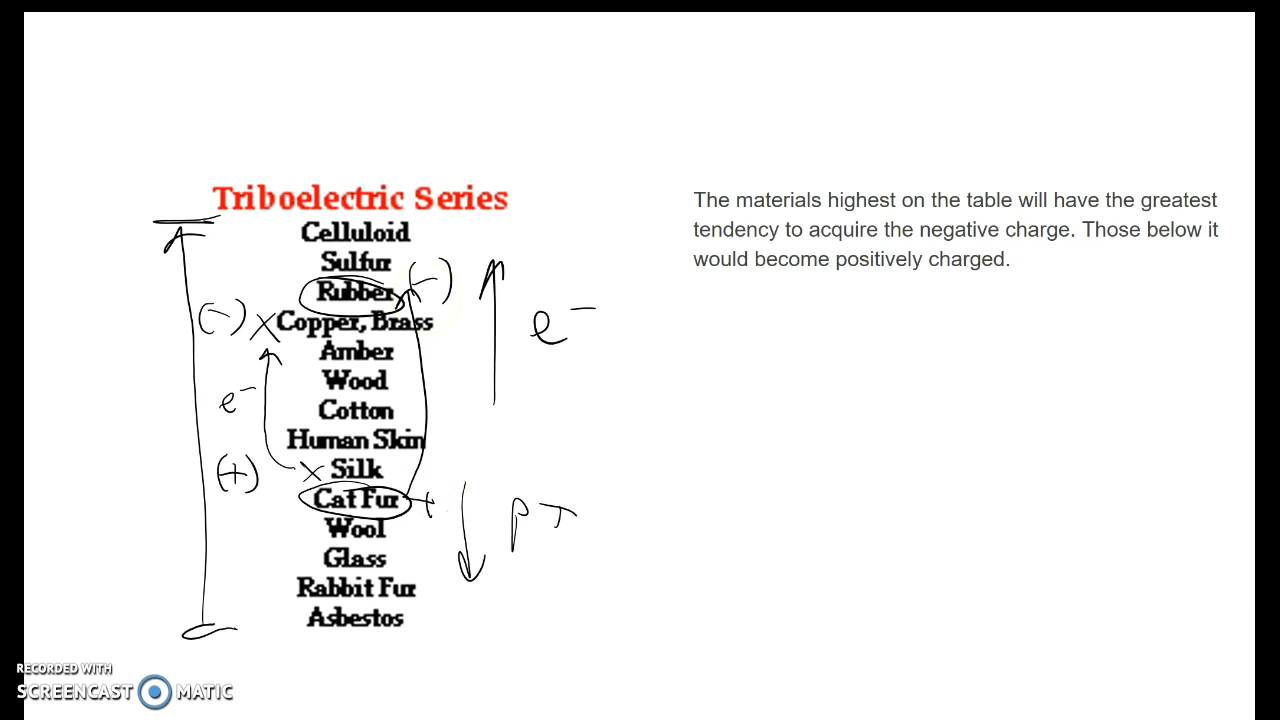 Triboelectric Series
Celluloid
Sulfur
Rubber (-)
(-) X Copper, Brass
e-
Amber
Wood
e- Cotton
Human Skin
(+) X Silk
Cat Fur +
p+
Wool
Glass
Rabbit Fur
Asbestos
The materials highest on the table will have the greatest
tendency to acquire the negative charge. Those below it
would become positively charged.
RECORDED WITH
SCREENCAST MATIC